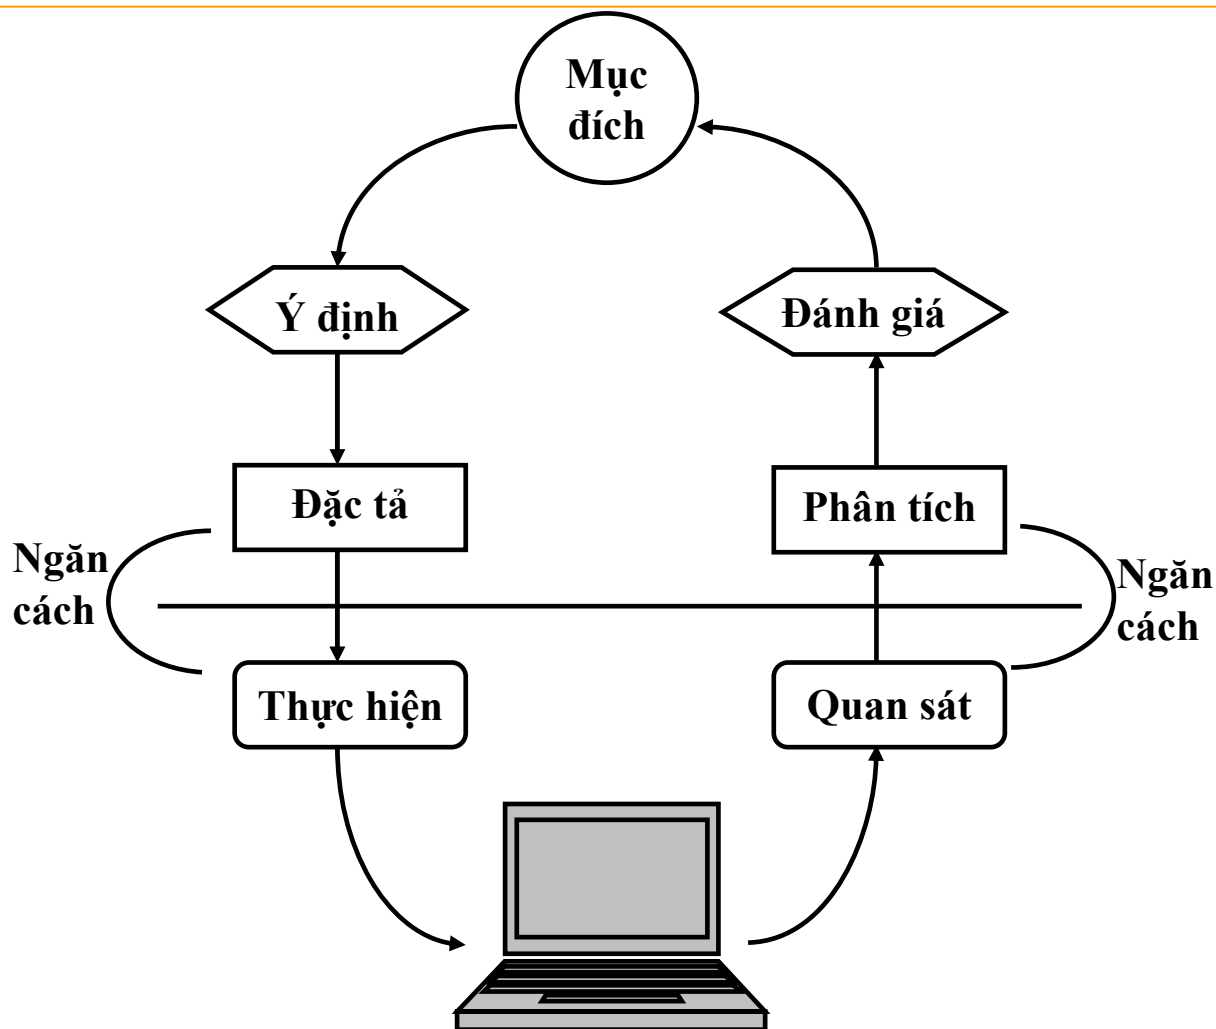 Mục
đích
Ý định
Đánh giá
Đặc tả
Phân tích
Ngăn
cách
Ngăn
cách
Thực hiện
Quan sát